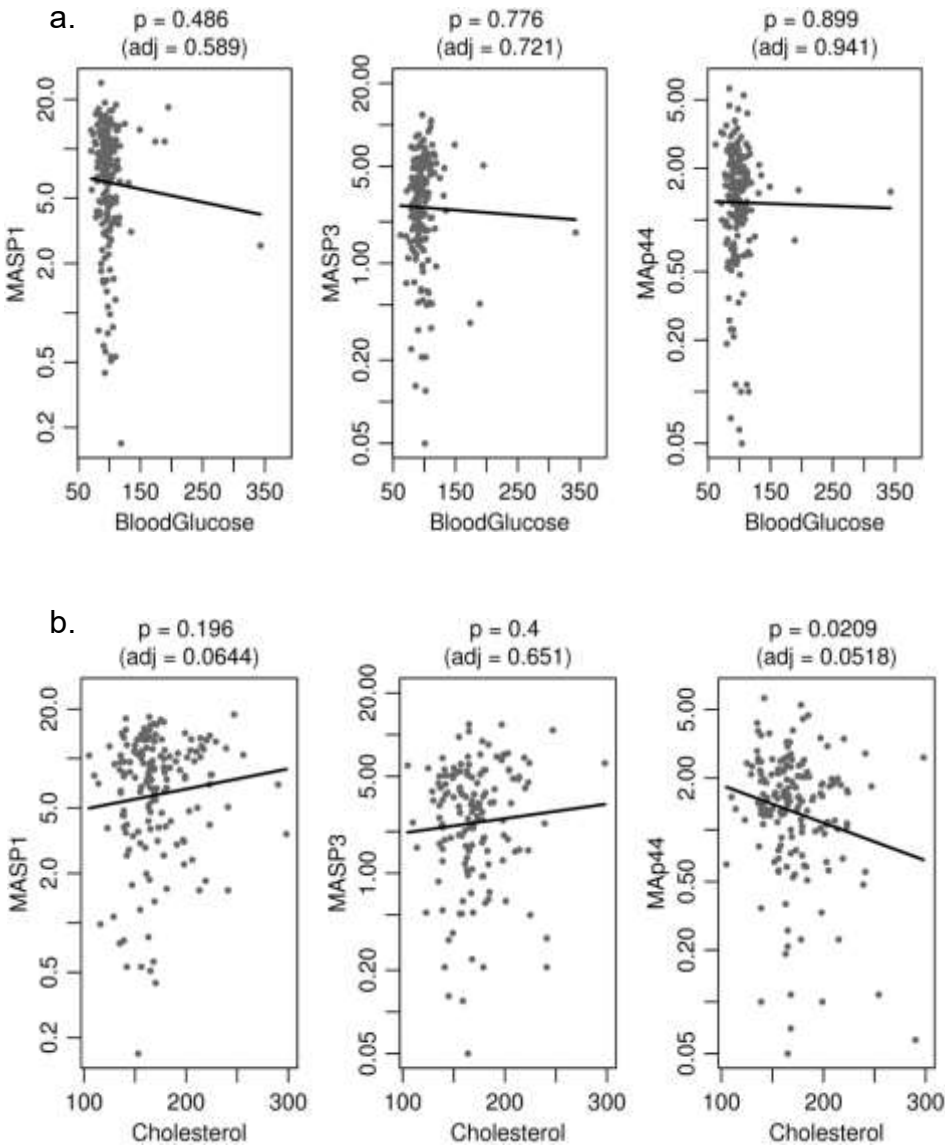 a.
p = 0.486
(adj = 0.589)
p = 0.776
(adj = 0.721)
p = 0.899
(adj = 0.941)
MASP1
20.0
5.0
2.0
0.5
0.2
50
150
250
350
BloodGlucose
MASP3
20.00
5.00
1.00
0.20
0.05
50
150
250
350
BloodGlucose
MAp44
5.00
2.00
0.50
0.20
0.05
50
150
250
350
BloodGlucose
b.
p = 0.196
(adj = 0.0644)
p = 0.4
(adj = 0.651)
p = 0.0209
(adj = 0.0518)
MASP1
20.0
5.0
2.0
0.5
0.2
100
200
300
Cholesterol
MASP3
20.00
5.00
1.00
0.20
0.05
100
200
300
Cholesterol
MAp44
5.00
2.00
0.50
0.20
0.05
100
200
300
Cholesterol